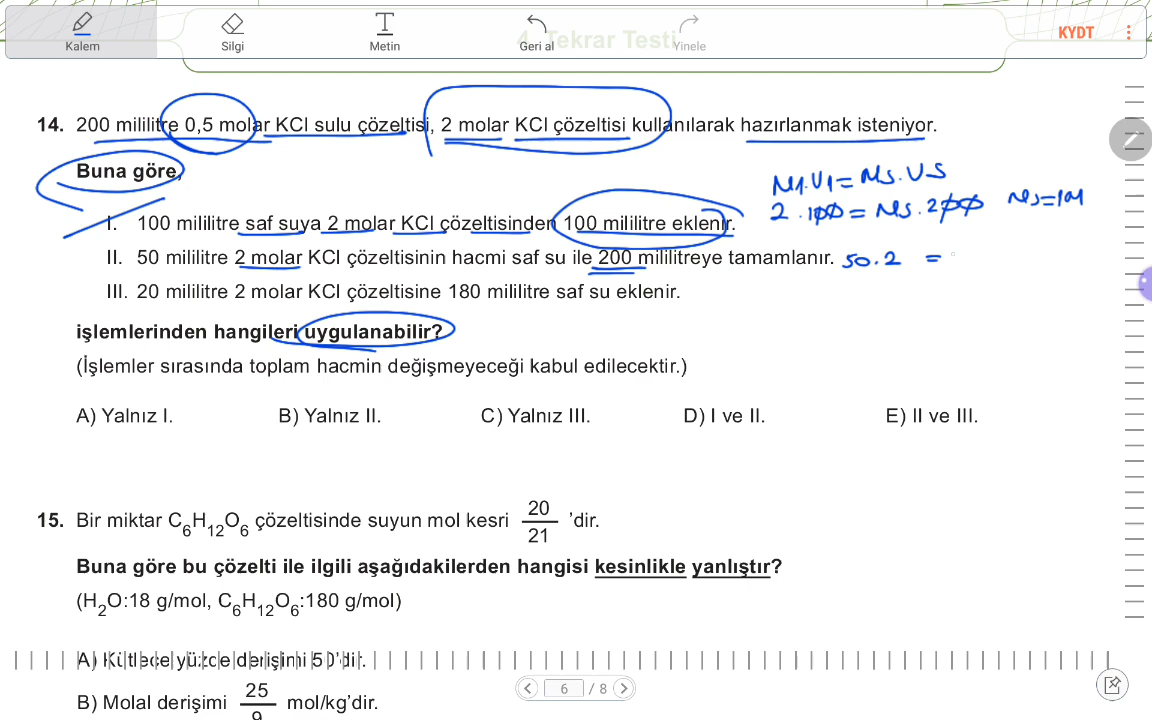 Kalem
Silgi
Metin
Geri al
Yinele
4. Tekrar Testi
KYDT
14. 200 mililitre 0,5 molar KCl sulu çözeltisi, 2 molar KCl çözeltisi kullanılarak hazırlanmak isteniyor.
Buna göre,
M1.V1=MS.VS
2.100=MS.200 MS=1M
I. 100 mililitre saf suya 2 molar KCl çözeltisinden 100 mililitre eklenir.
II. 50 mililitre 2 molar KCl çözeltisinin hacmi saf su ile 200 mililitreye tamamlanır. 50.2 =
III. 20 mililitre 2 molar KCl çözeltisine 180 mililitre saf su eklenir.
işlemlerinden hangileri uygulanabilir?
(İşlemler sırasında toplam hacmin değişmeyeceği kabul edilecektir.)
A) Yalnız I. B) Yalnız II. C) Yalnız III. D) I ve II. E) II ve III.
15. Bir miktar C6H12O6 çözeltisinde suyun mol kesri 20/21 'dir.
Buna göre bu çözelti ile ilgili aşağıdakilerden hangisi kesinlikle yanlıştır?
(H2O:18 g/mol, C6H12O6:180 g/mol)
A) Kütlece yüzde derişimi 50'dir.
B) Molal derişimi 25/9 mol/kg'dir.
6 / 8